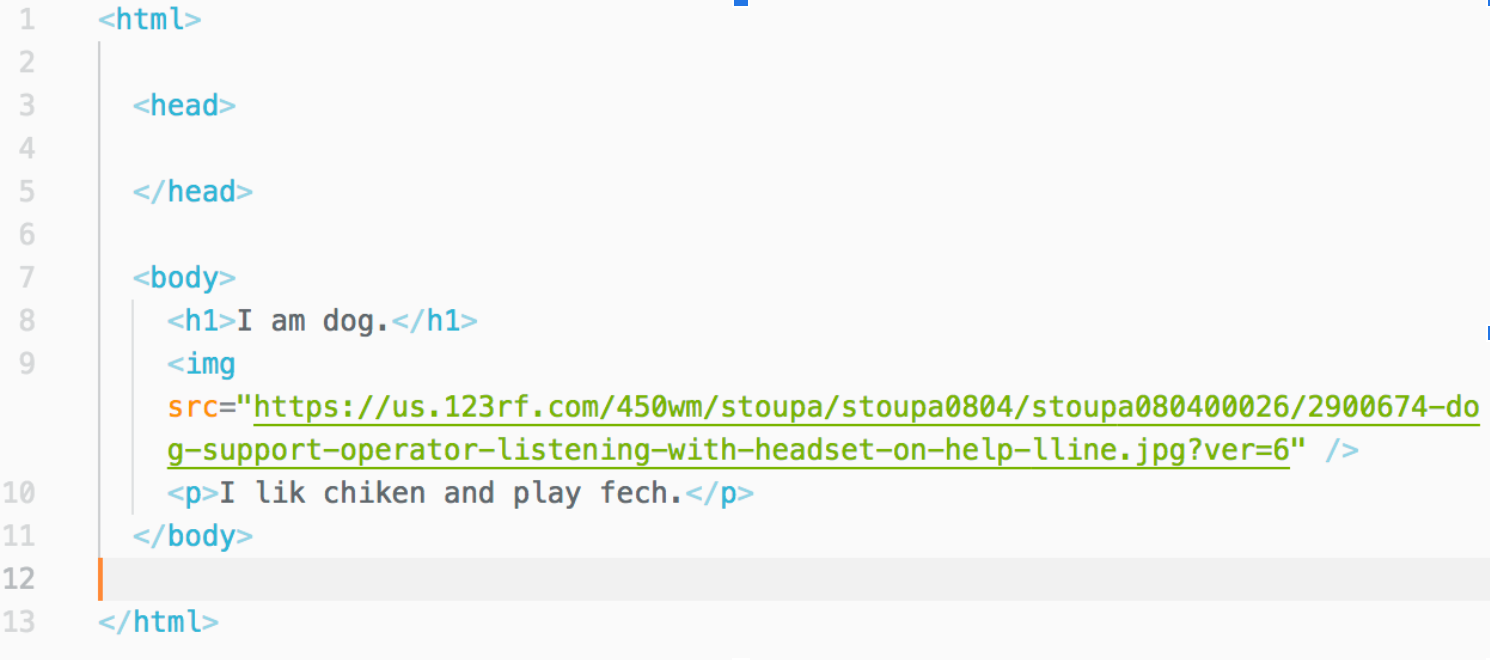 1 <html>
2
3 <head>
4
5 </head>
6
7 <body>
8 <h1>I am dog.</h1>
9 <img
src="https://us.123rf.com/450wm/stoupa/stoupa0804/stoupa080400026/2900674-do
g-support-operator-listening-with-headset-on-help-lline.jpg?ver=6" />
10 <p>I lik chiken and play fech.</p>
11 </body>
12
13 </html>